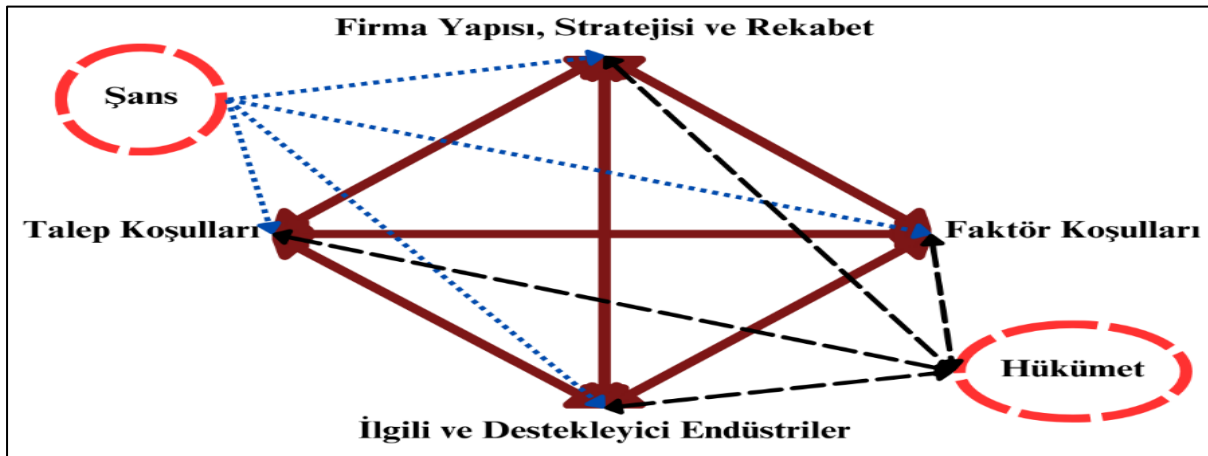 Firma Yapısı, Stratejisi ve Rekabet
Şans
Talep Koşulları
Faktör Koşulları
Hükümet
İlgili ve Destekleyici Endüstriler